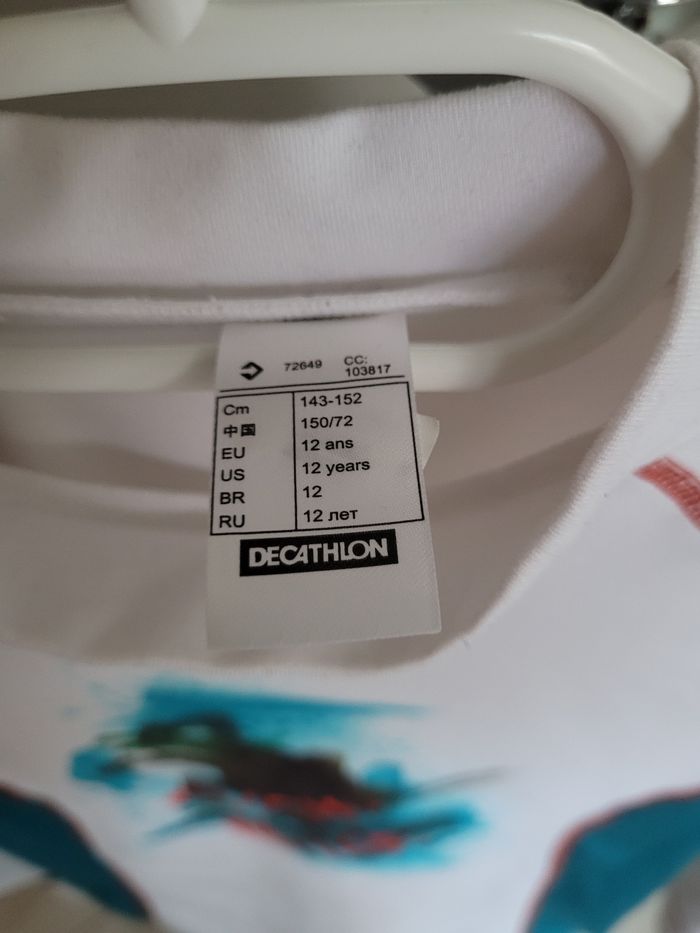 72649 CC: 103817
Cm 143-152
中国 150/72
EU 12 ans
US 12 years
BR 12
RU 12 лет
DECATHLON